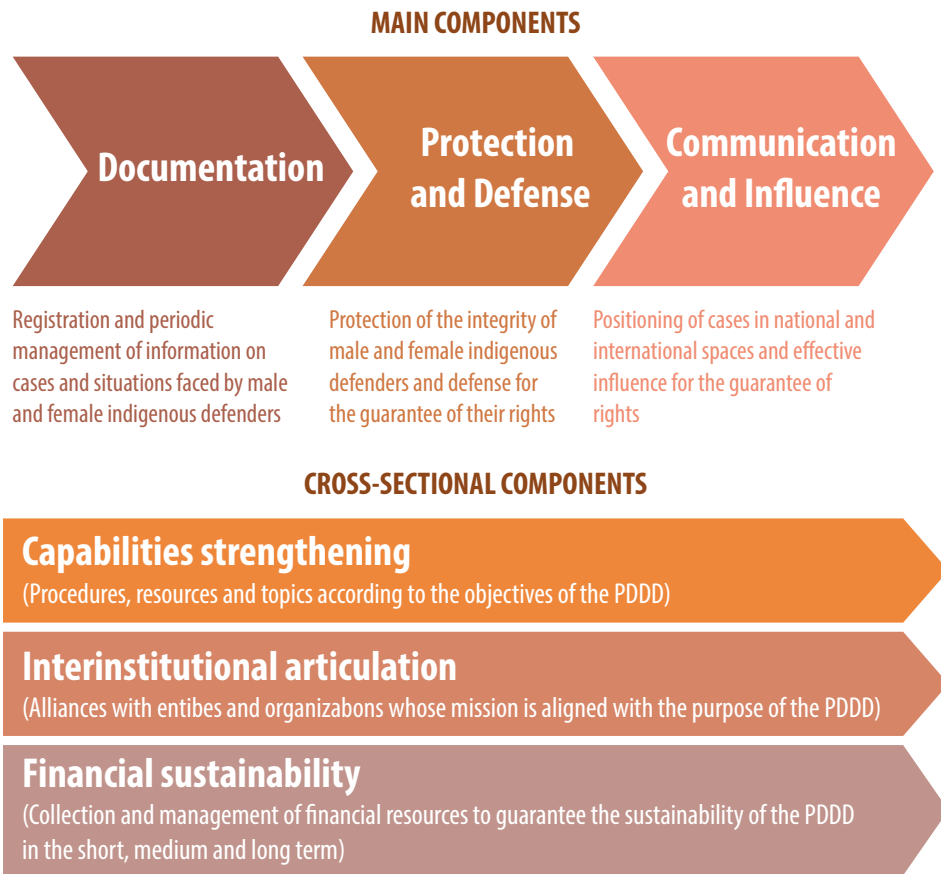 MAIN COMPONENTS
Documentation
Protection
and Defense
Communication
and Influence
Registration and periodic
management of information on
cases and situations faced by male
and female indigenous defenders
Protection of the integrity of
male and female indigenous
defenders and defense for
the guarantee of their rights
Positioning of cases in national and
international spaces and effective
influence for the guarantee of
rights
CROSS-SECTIONAL COMPONENTS
Capabilities strengthening
(Procedures, resources and topics according to the objectives of the PDDD)
Interinstitutional articulation
(Alliances with entibes and organizabons whose mission is aligned with the purpose of the PDDD)
Financial sustainability
(Collection and management of financial resources to guarantee the sustainability of the PDDD
in the short, medium and long term)